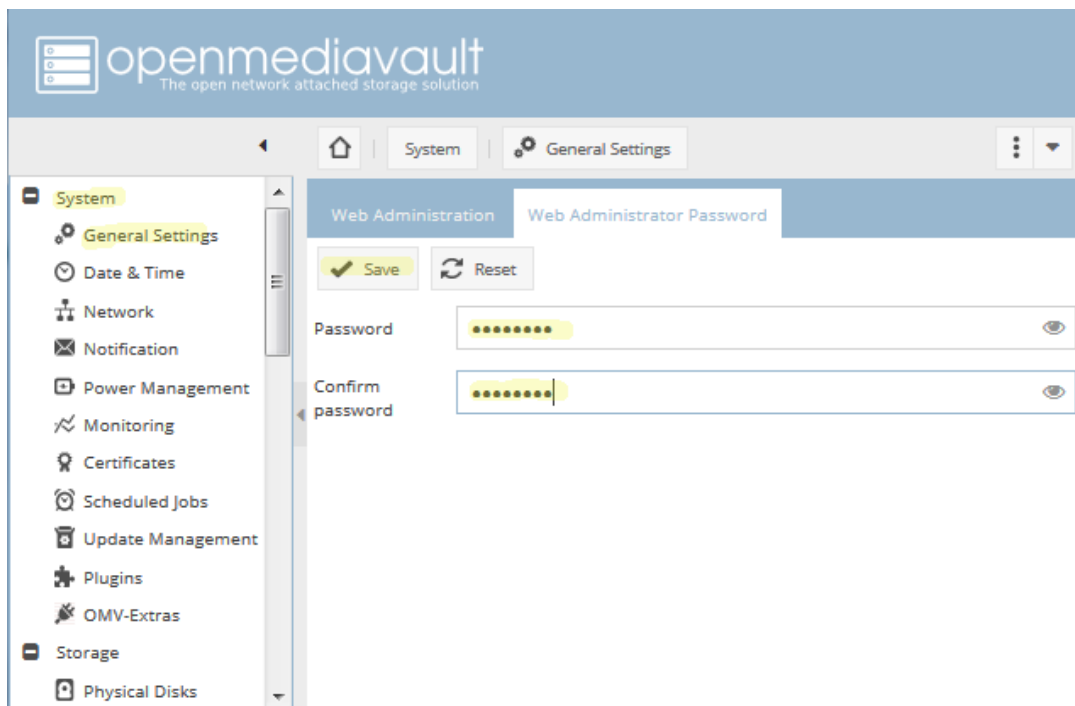 openmediavault
The open network attached storage solution
System
General Settings
System
General Settings
Date & Time
Network
Notification
Power Management
Monitoring
Certificates
Scheduled Jobs
Update Management
Plugins
OMV-Extras
Storage
Physical Disks
Web Administration
Web Administrator Password
Save
Reset
Password
••••••••
Confirm
password
••••••••